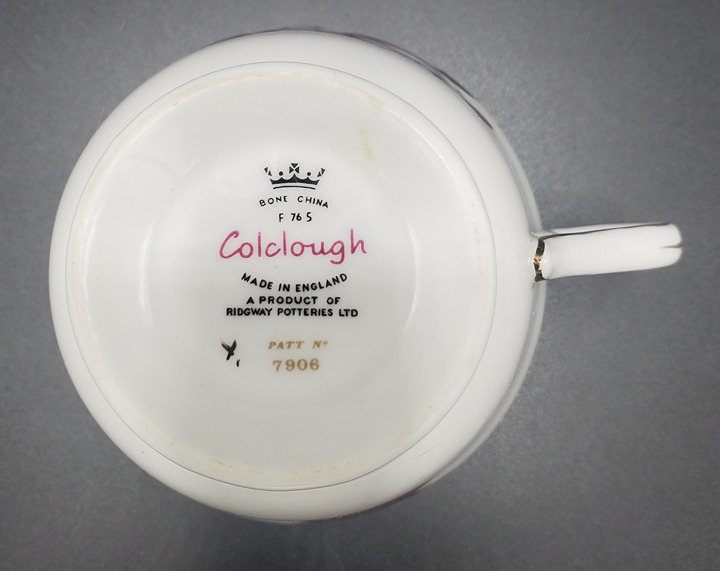 BONE CHINA
F 76 S
Colclough
MADE IN ENGLAND
A PRODUCT OF
RIDGWAY POTTERIES LTD
PATT Nº
7906